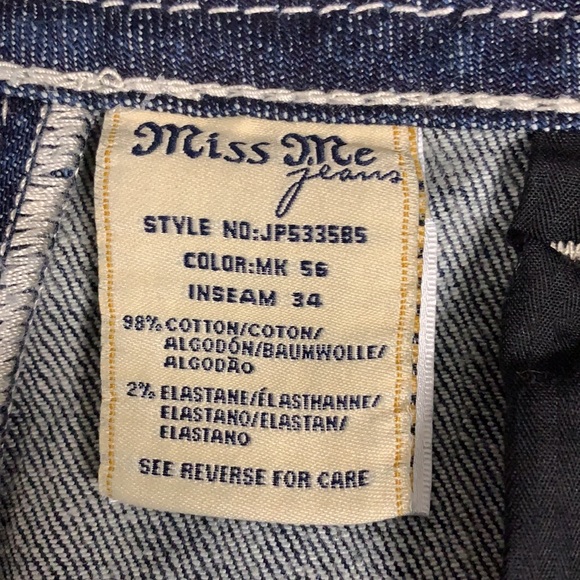 Miss Me
jeans
STYLE NO:JP5335B5
COLOR:MK 56
INSEAM 34
98% COTTON/COTON/
ALGODÓN/BAUMWOLLE/
ALGODÃO
2% ELASTANE/ÉLASTHANNE/
ELASTANO/ELASTAN/
ELASTANO
SEE REVERSE FOR CARE